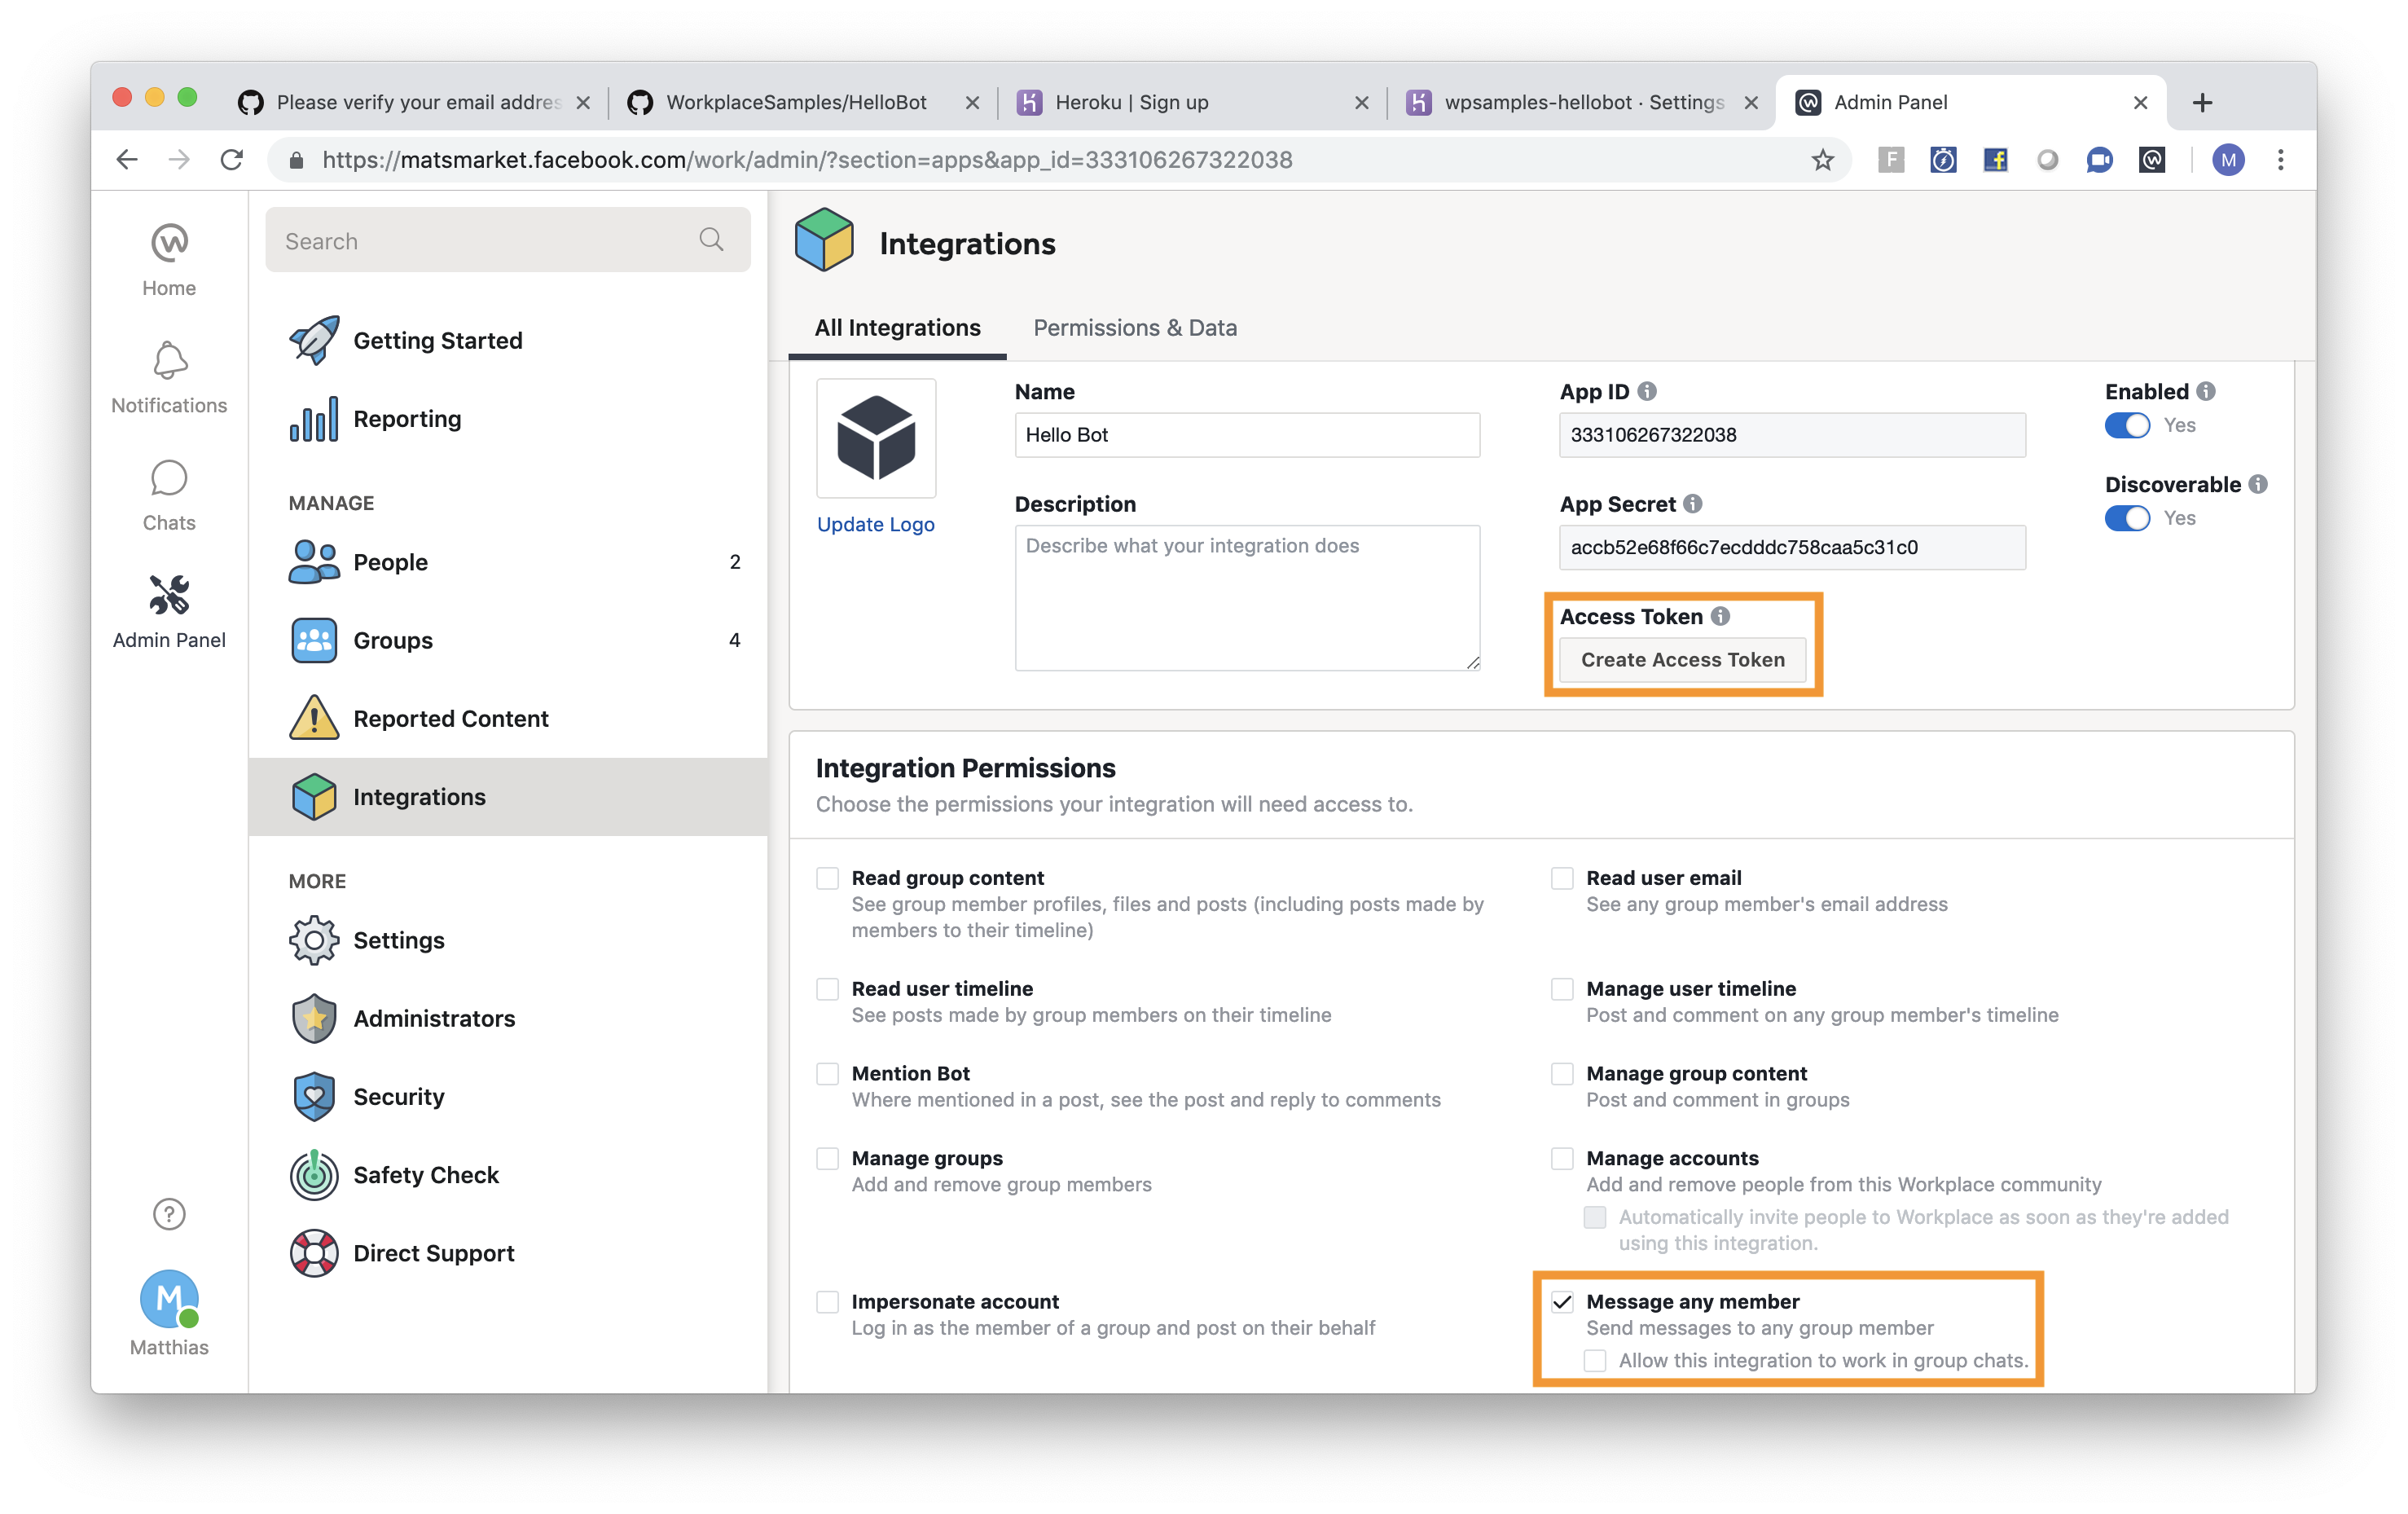 Please verify your email addres
WorkplaceSamples/HelloBot
Heroku | Sign up
wpsamples-hellobot · Settings
Admin Panel
https://matsmarket.facebook.com/work/admin/?section=apps&app_id=333106267322038
F
M
Home
Notifications
Chats
Admin Panel
?
M
Matthias
Search
Getting Started
Reporting
MANAGE
People
2
Groups
4
Reported Content
Integrations
MORE
Settings
Administrators
Security
Safety Check
Direct Support
Integrations
All Integrations
Permissions & Data
Update Logo
Name
Hello Bot
Description
Describe what your integration does
App ID
333106267322038
App Secret
accb52e68f66c7ecdddc758caa5c31c0
Access Token
Create Access Token
Enabled
Yes
Discoverable
Yes
Integration Permissions
Choose the permissions your integration will need access to.
Read group content
See group member profiles, files and posts (including posts made by
members to their timeline)
Read user email
See any group member's email address
Read user timeline
See posts made by group members on their timeline
Manage user timeline
Post and comment on any group member's timeline
Mention Bot
Where mentioned in a post, see the post and reply to comments
Manage group content
Post and comment in groups
Manage groups
Add and remove group members
Manage accounts
Add and remove people from this Workplace community
Automatically invite people to Workplace as soon as they're added
using this integration.
Impersonate account
Log in as the member of a group and post on their behalf
Message any member
Send messages to any group member
Allow this integration to work in group chats.